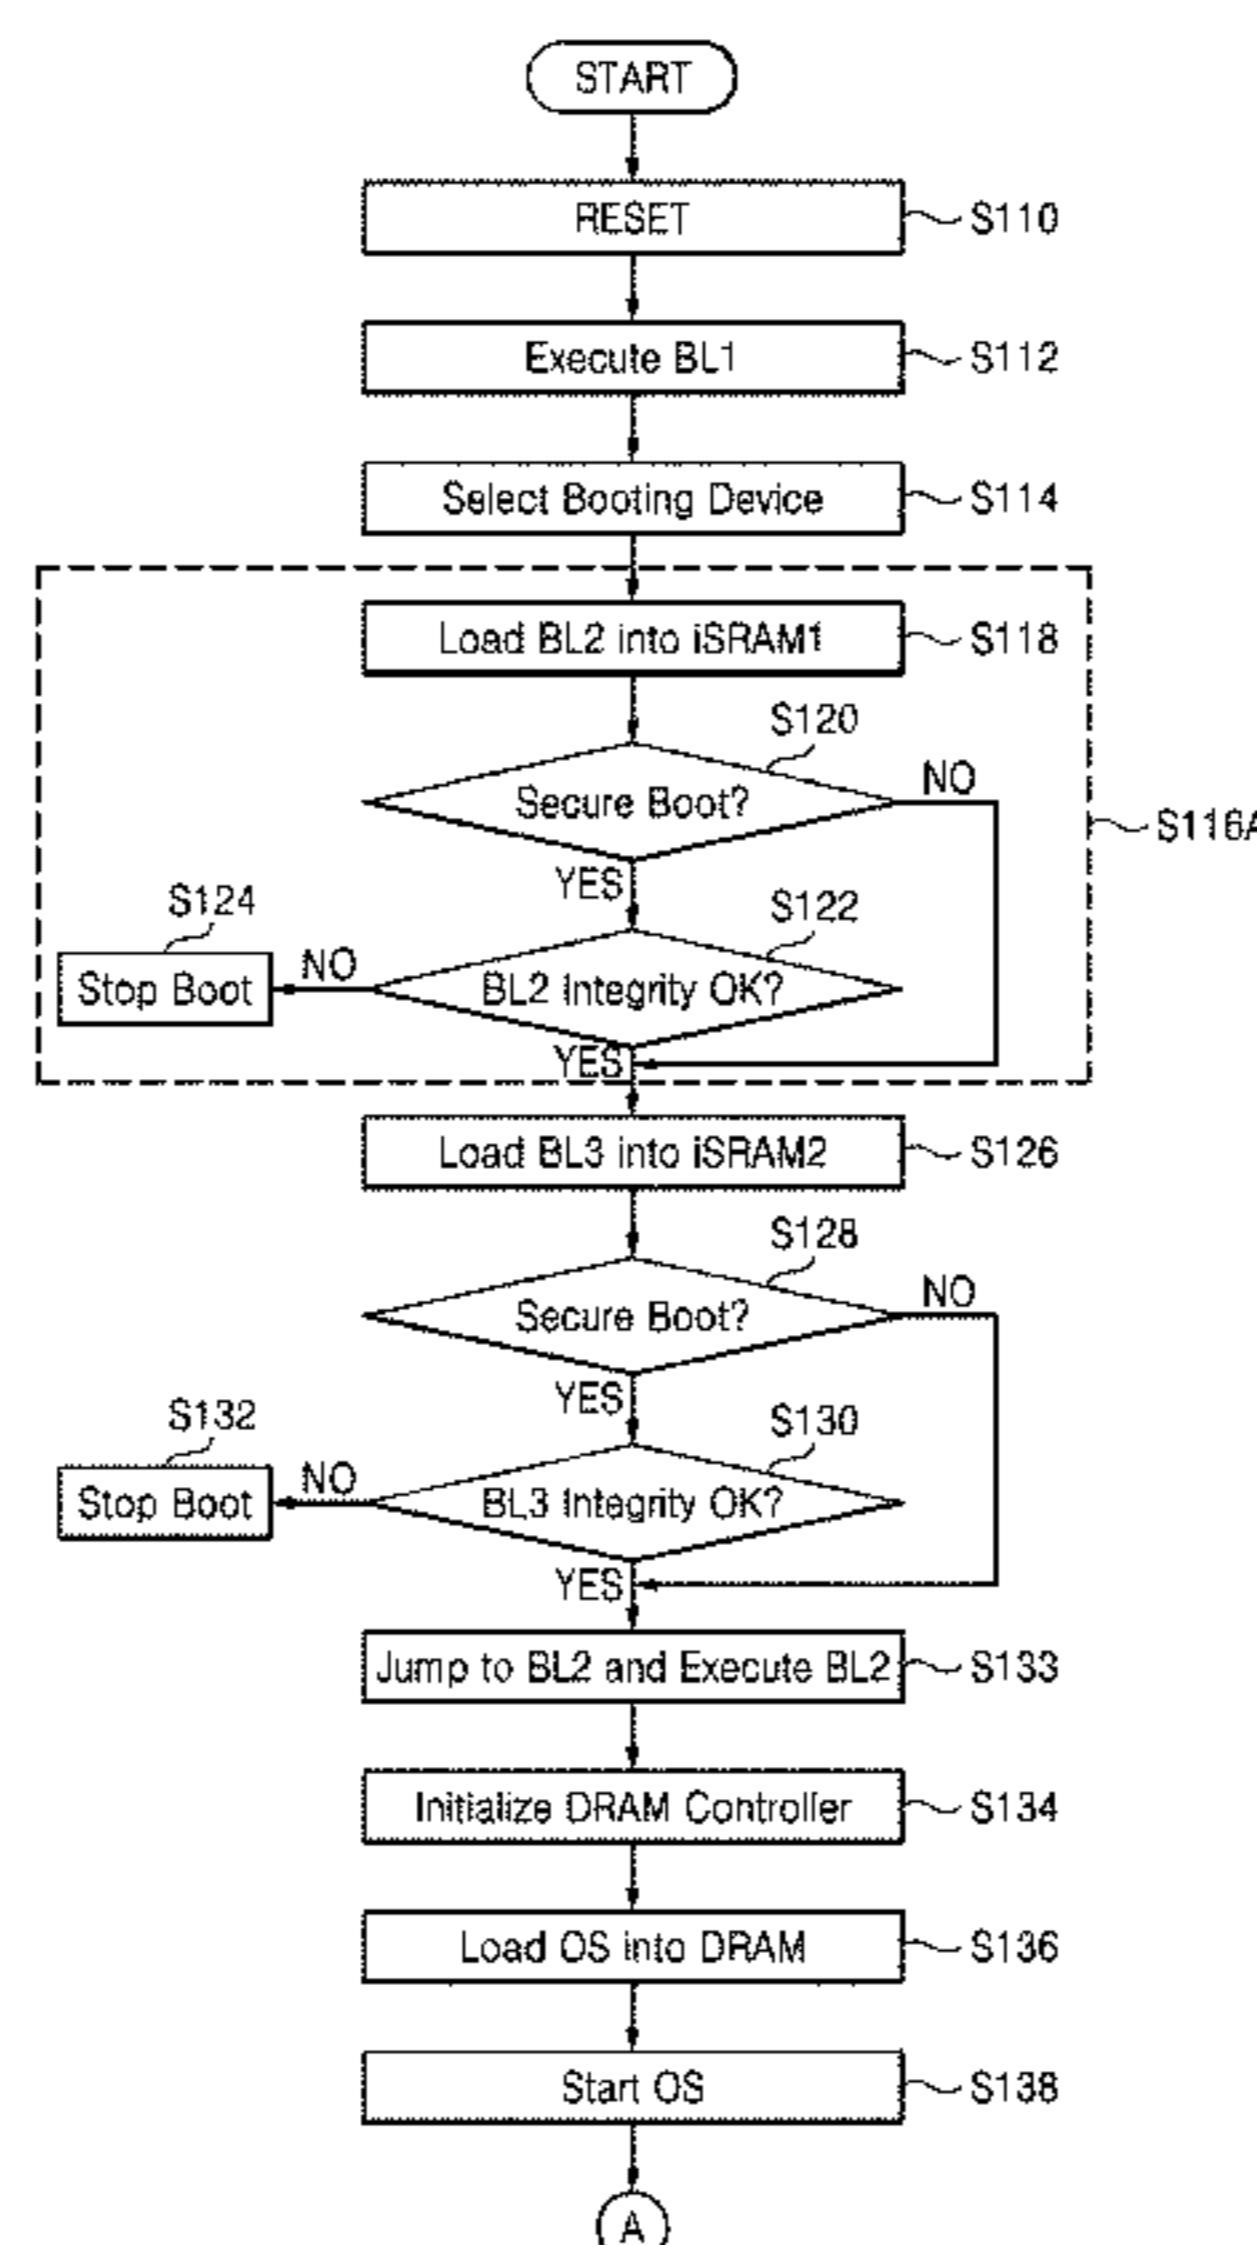 START
RESET
S110
Execute BL1
S112
Select Booting Device
S114
Load BL2 into iSRAM1
S118
S120
Secure Boot?
NO
S116A
YES
S124
S122
Stop Boot
NO
BL2 Integrity OK?
YES
Load BL3 into iSRAM2
S126
S128
Secure Boot?
NO
YES
S132
S130
Stop Boot
NO
BL3 Integrity OK?
YES
Jump to BL2 and Execute BL2
S133
Initialize DRAM Controller
S134
Load OS into DRAM
S136
Start OS
S138
A